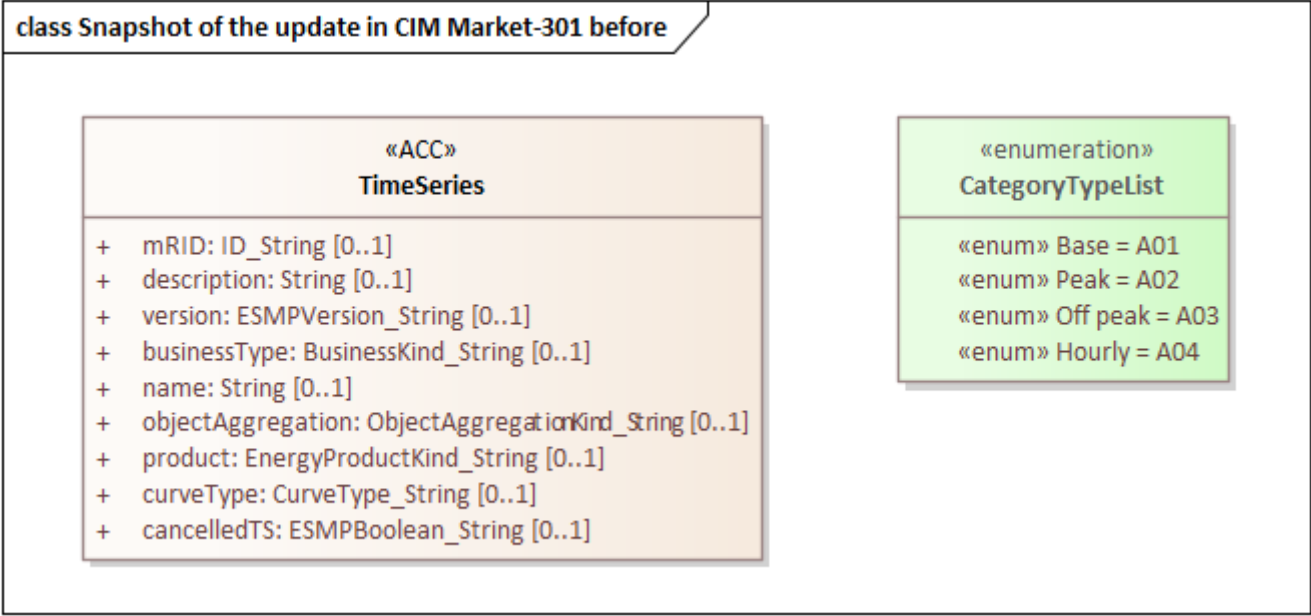 class Snapshot of the update in CIM Market-301 before
«ACC»
TimeSeries
+ mRID: ID_String [0..1]
+ description: String [0..1]
+ version: ESMPVersion_String [0..1]
+ businessType: BusinessKind_String [0..1]
+ name: String [0..1]
+ objectAggregation: ObjectAggregationKind_String [0..1]
+ product: EnergyProductKind_String [0..1]
+ curveType: CurveType_String [0..1]
+ cancelledTS: ESMPBoolean_String [0..1]
«enumeration»
CategoryTypeList
«enum» Base = A01
«enum» Peak = A02
«enum» Off peak = A03
«enum» Hourly = A04